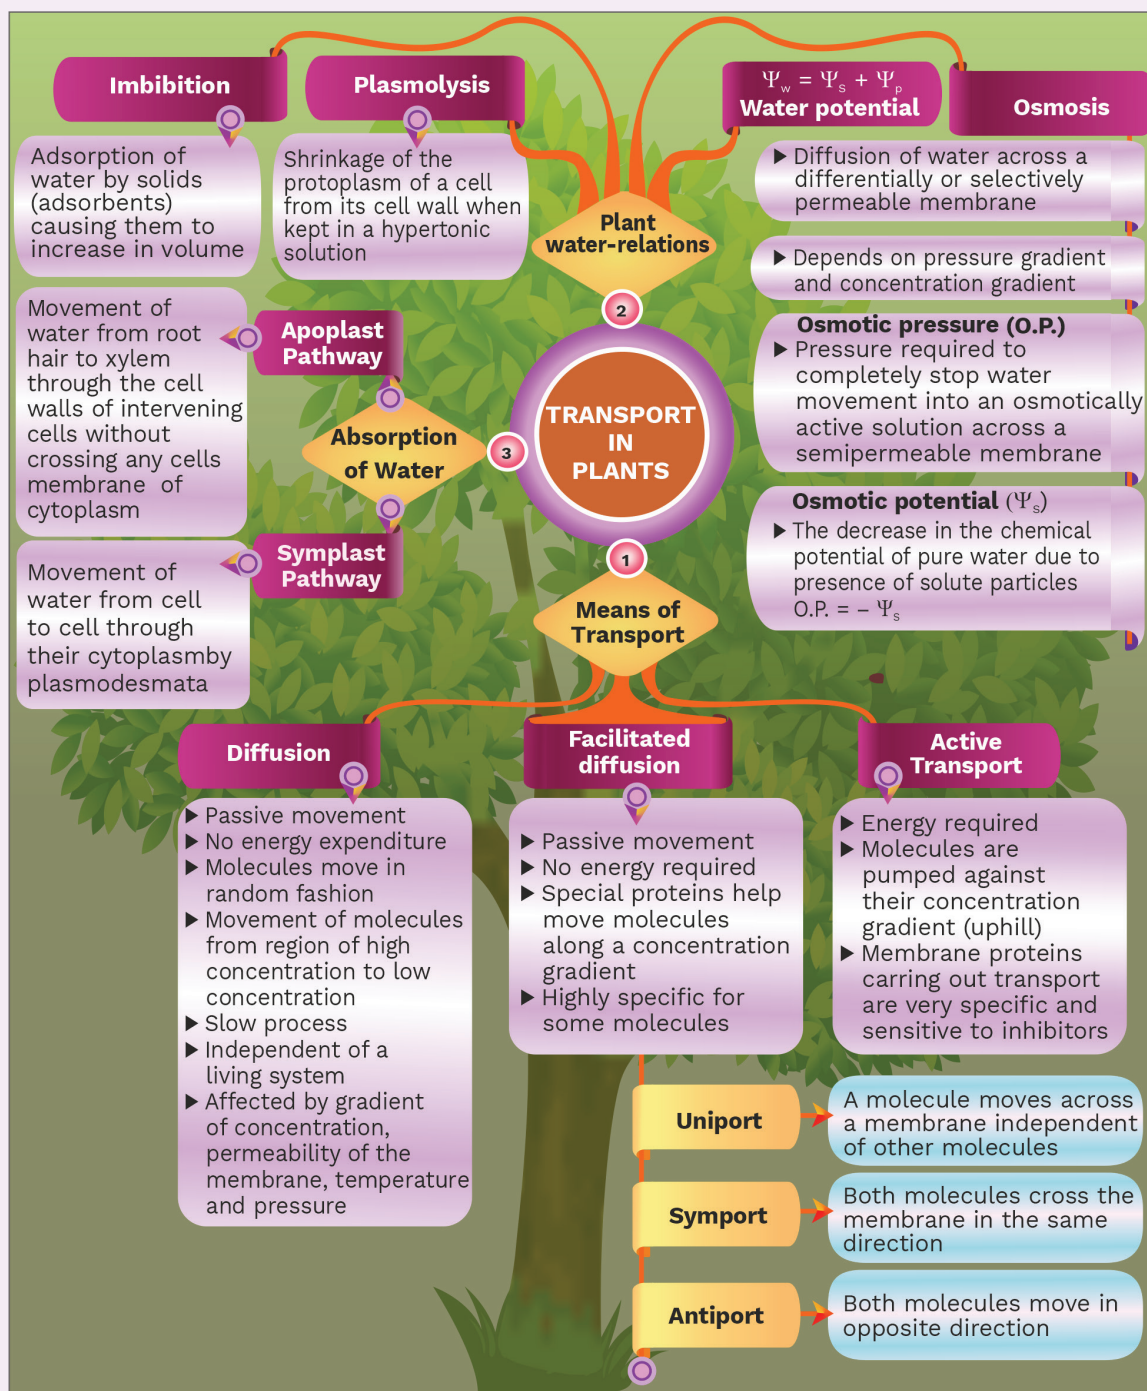 Imbibition
Adsorption of
water by solids
(adsorbents)
causing them to
increase in volume
Plasmolysis
Shrinkage of the
protoplasm of a cell
from its cell wall when
kept in a hypertonic
solution
Ψw = Ψs + Ψp
Water potential
Osmosis
▶ Diffusion of water across a
differentially or selectively
permeable membrane
▶ Depends on pressure gradient
and concentration gradient
Osmotic pressure (O.P.)
▶ Pressure required to
completely stop water
movement into an osmotically
active solution across a
semipermeable membrane
Osmotic potential (Ψs)
▶ The decrease in the chemical
potential of pure water due to
presence of solute particles
O.P. = – Ψs
Plant
water-relations
2
TRANSPORT
IN
PLANTS
3
Absorption
of Water
Apoplast
Pathway
Movement of
water from root
hair to xylem
through the cell
walls of intervening
cells without
crossing any cells
membrane of
cytoplasm
Symplast
Pathway
Movement of
water from cell
to cell through
their cytoplasmby
plasmodesmata
1
Means of
Transport
Diffusion
▶ Passive movement
▶ No energy expenditure
▶ Molecules move in
random fashion
▶ Movement of molecules
from region of high
concentration to low
concentration
▶ Slow process
▶ Independent of a
living system
▶ Affected by gradient
of concentration,
permeability of the
membrane, temperature
and pressure
Facilitated
diffusion
▶ Passive movement
▶ No energy required
▶ Special proteins help
move molecules
along a concentration
gradient
▶ Highly specific for
some molecules
Active
Transport
▶ Energy required
▶ Molecules are
pumped against
their concentration
gradient (uphill)
▶ Membrane proteins
carring out transport
are very specific and
sensitive to inhibitors
Uniport
A molecule moves across
a membrane independent
of other molecules
Symport
Both molecules cross the
membrane in the same
direction
Antiport
Both molecules move in
opposite direction